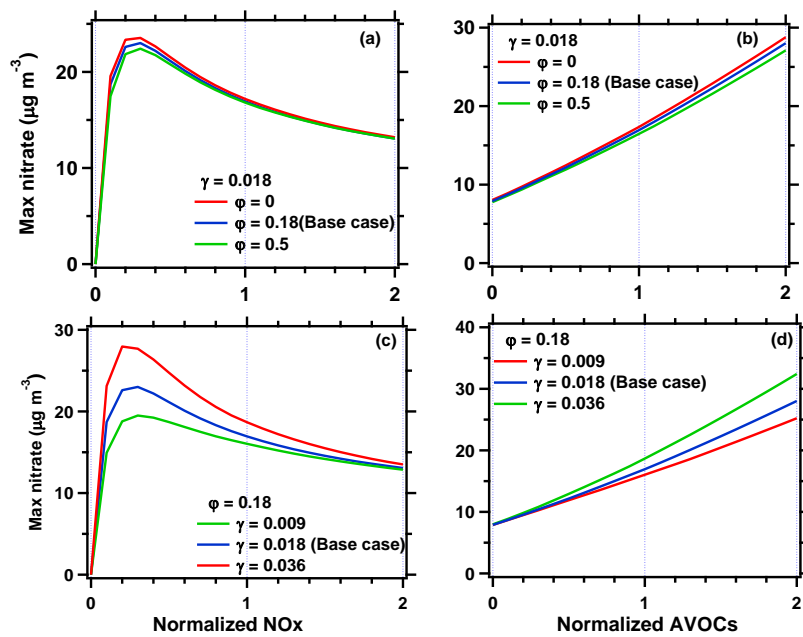 (a)
Max nitrate (μg m-3)
20
10
0
γ = 0.018
φ = 0
φ = 0.18(Base case)
φ = 0.5
0
1
2
(b)
30
20
10
0
γ = 0.018
φ = 0
φ = 0.18 (Base case)
φ = 0.5
0
1
2
(c)
Max nitrate (μg m-3)
30
20
10
0
φ = 0.18
γ = 0.009
γ = 0.018 (Base case)
γ = 0.036
0
1
2
Normalized NOx
(d)
40
30
20
10
0
φ = 0.18
γ = 0.009
γ = 0.018 (Base case)
γ = 0.036
0
1
2
Normalized AVOCs